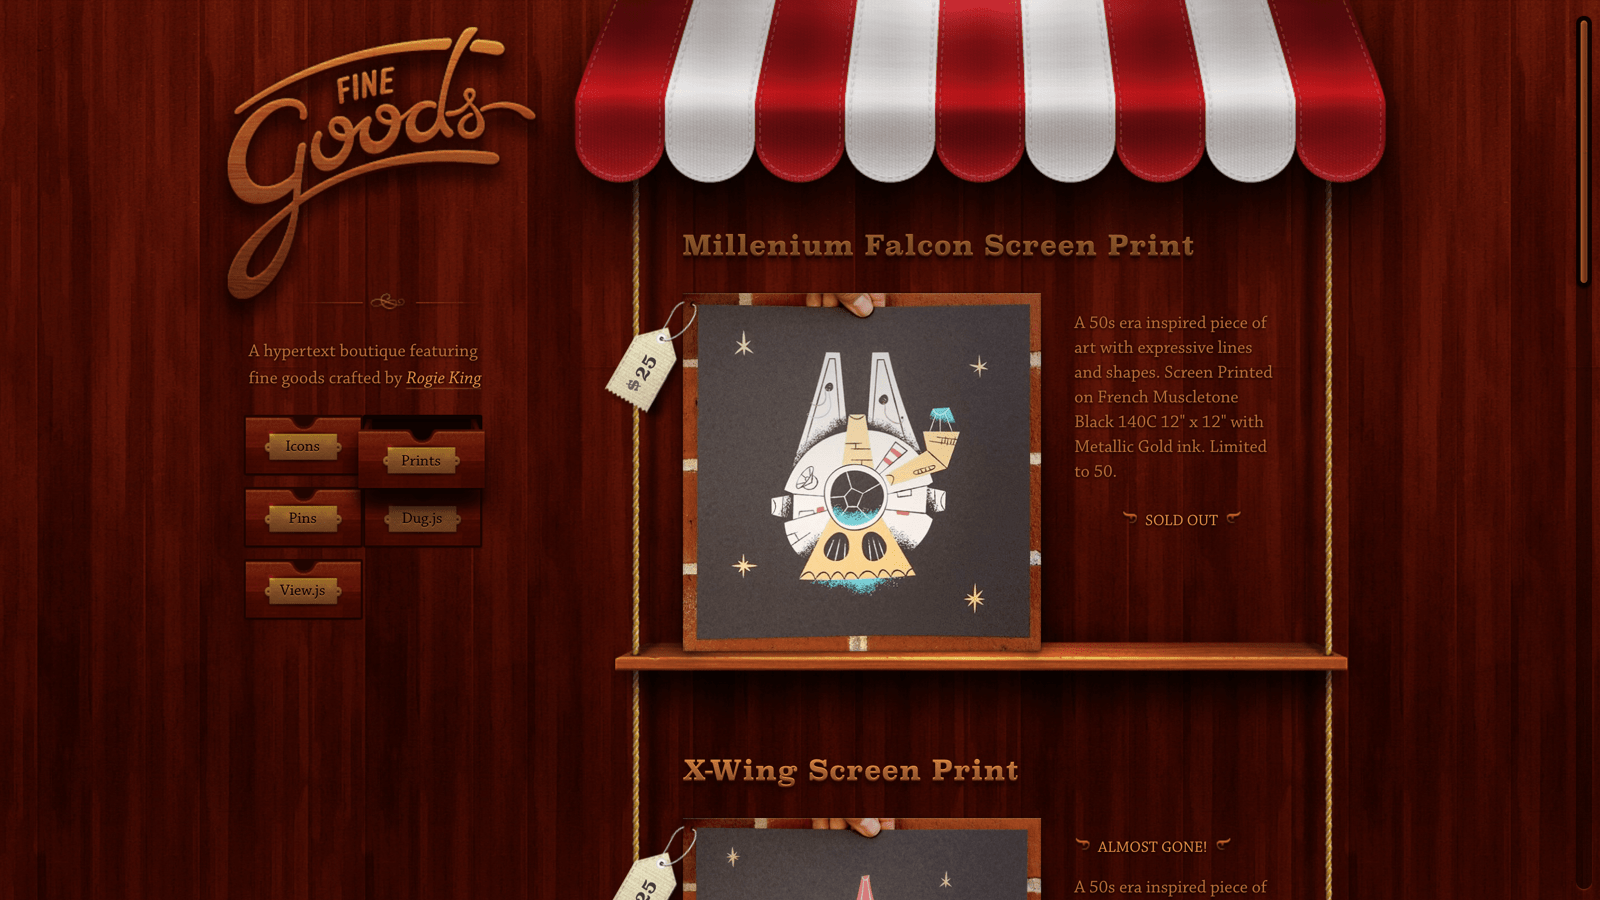 FINE
Goods
A hypertext boutique featuring
fine goods crafted by Rogie King
Icons
Prints
Pins
Dug.js
View.js
Millenium Falcon Screen Print
$25
A 50s era inspired piece of
art with expressive lines
and shapes. Screen Printed
on French Muscletone
Black 140C 12" x 12" with
Metallic Gold ink. Limited
to 50.
SOLD OUT
X-Wing Screen Print
25
ALMOST GONE!
A 50s era inspired piece of